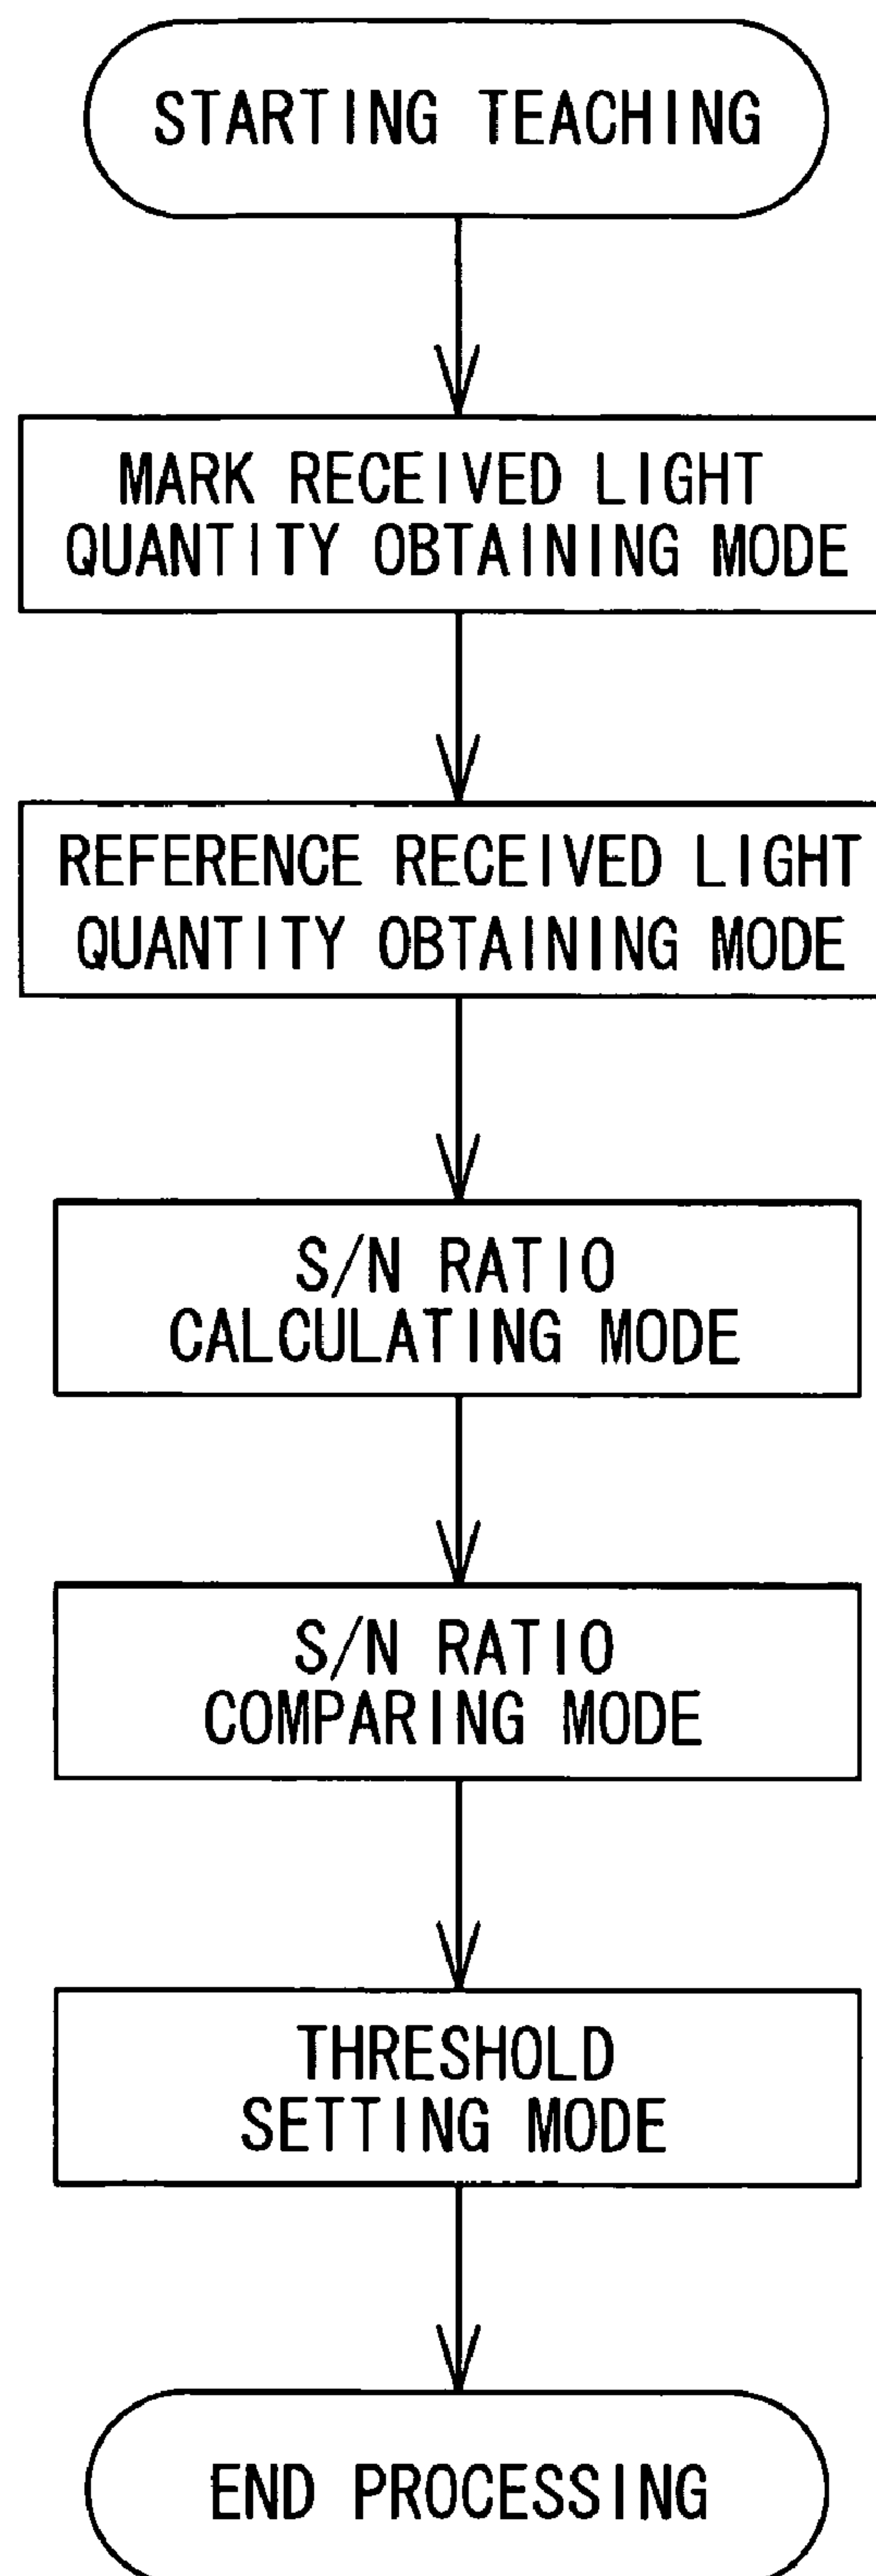 STARTING TEACHING
MARK RECEIVED LIGHT
QUANTITY OBTAINING MODE
REFERENCE RECEIVED LIGHT
QUANTITY OBTAINING MODE
S/N RATIO
CALCULATING MODE
S/N RATIO
COMPARING MODE
THRESHOLD
SETTING MODE
END PROCESSING